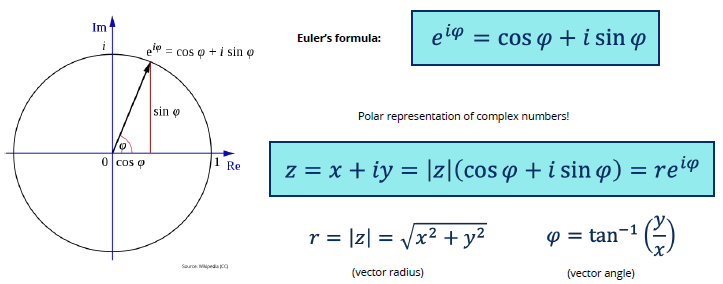 Im
i
e^{iφ} = cos φ + i sin φ
sin φ
φ
0
cos φ
1
Re
Source: Wikipedia (CC)
Euler's formula:
e^{iφ} = cos φ + i sin φ
Polar representation of complex numbers!
z = x + iy = |z|(cos φ + i sin φ) = re^{iφ}
r = |z| = √(x² + y²)
(vector radius)
φ = tan⁻¹(y/x)
(vector angle)